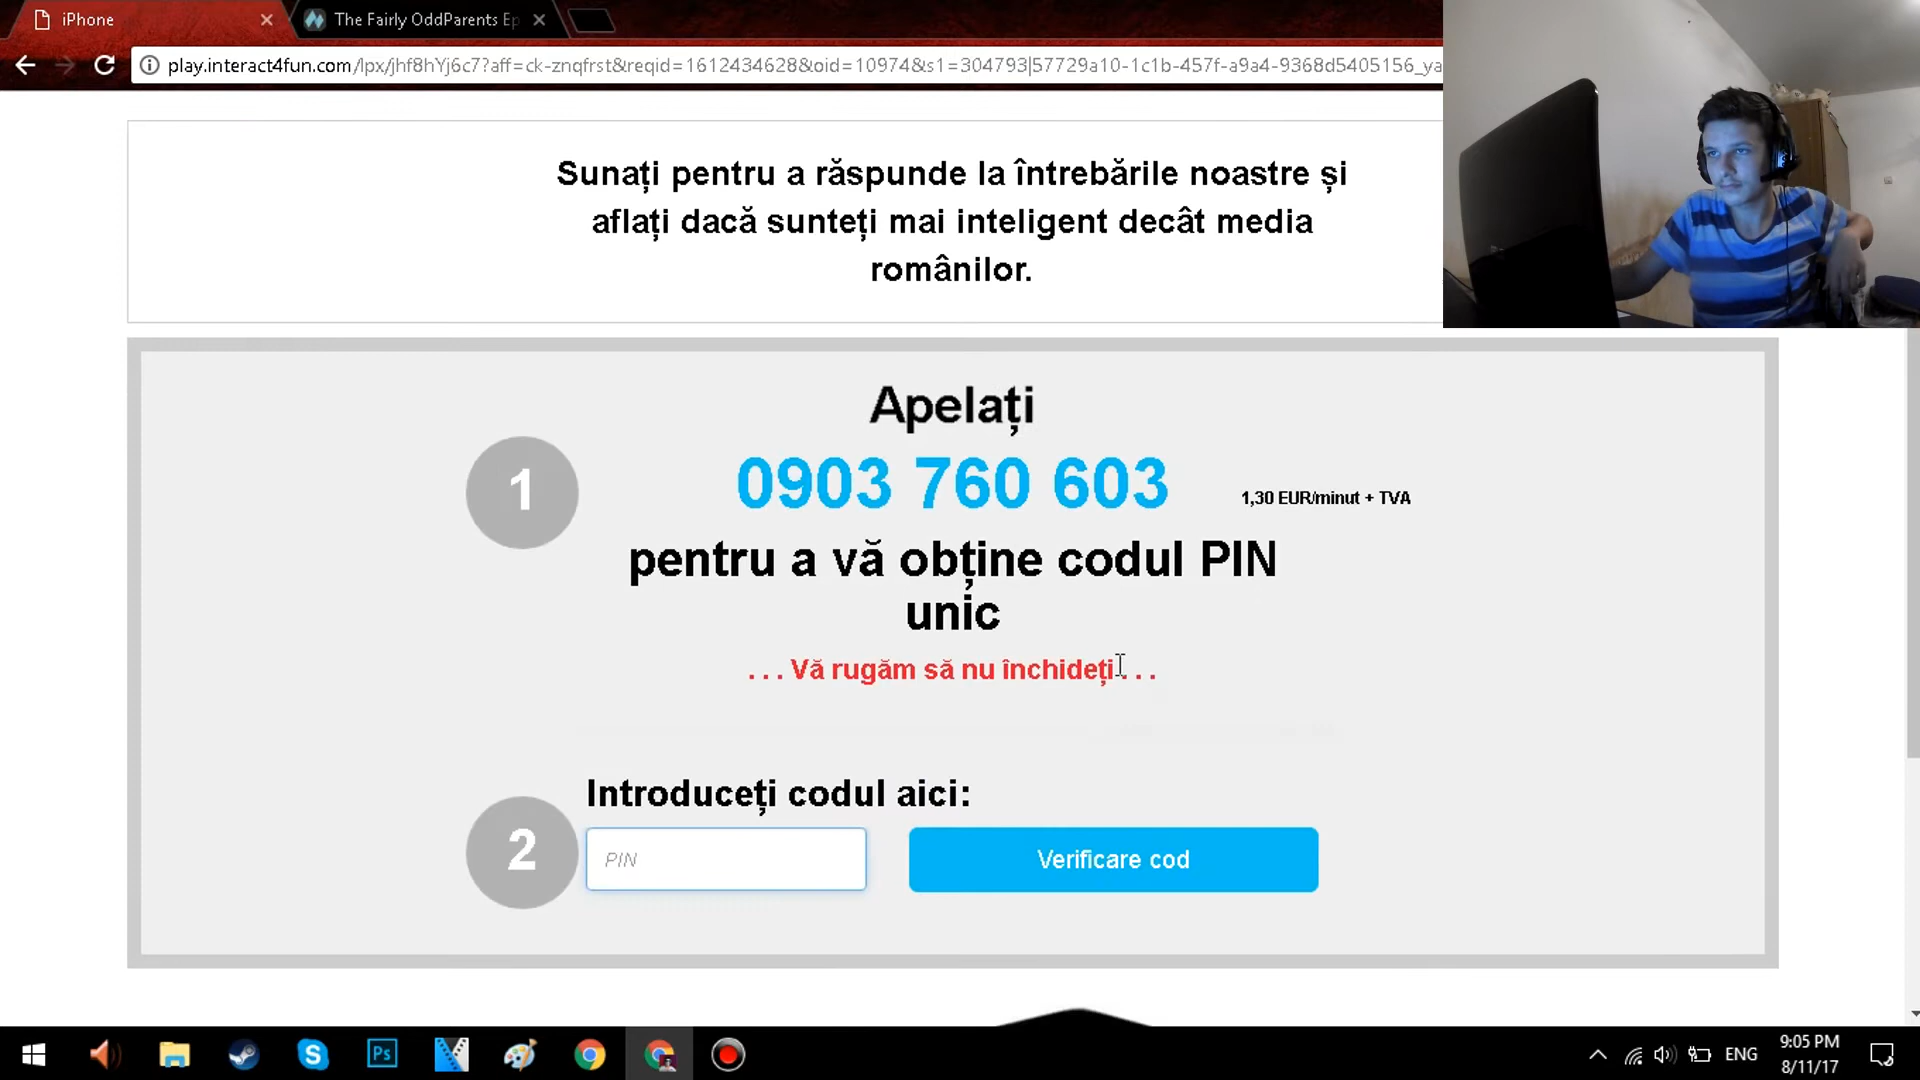 iPhone
The Fairly OddParents Ep
play.interact4fun.com/lpx/jhf8hYj6c7?aff=ck-znqfrst&reqid=1612434628&oid=10974&s1=304793|57729a10-1c1b-457f-a9a4-9368d5405156_ya
Sunați pentru a răspunde la întrebările noastre și
aflați dacă sunteți mai inteligent decât media
românilor.
Apelați
1
0903 760 603
1,30 EUR/minut + TVA
pentru a vă obține codul PIN
unic
. . . Vă rugăm să nu închideți . . .
Introduceți codul aici:
2
PIN
Verificare cod
Ps
ENG
9:05 PM
8/11/17